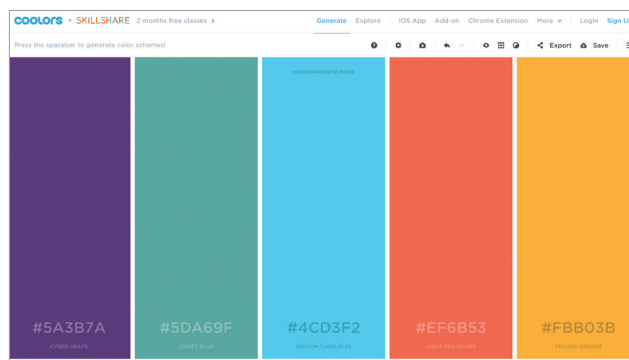 coolors + SKILLSHARE 2 months free classes > Generate Explore iOS App Add-on Chrome Extension More Login Sign U
Press the spacebar to generate color schemes! Export Save
MONOCHROMATIC MODE
#5A3B7A #5DA69F #4CD3F2 #EF6B53 #FBB03B
CYBER GRAPE CADET BLUE MEDIUM TURQUOISE LIGHT RED OCHRE YELLOW ORANGE